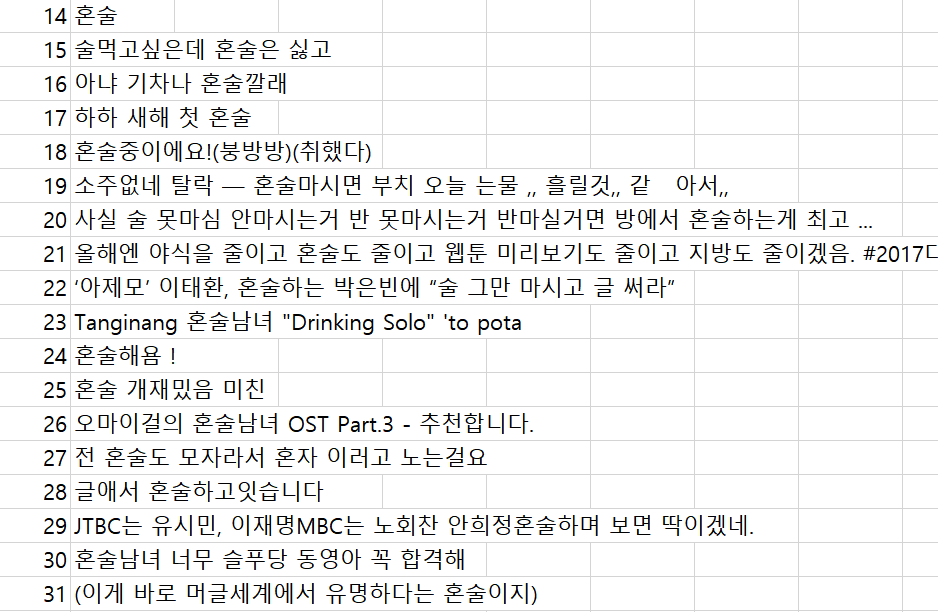 14 혼술
15 술먹고싶은데 혼술은 싫고
16 아냐 기차나 혼술깔래
17 하하 새해 첫 혼술
18 혼술중이에요!(붕방방)(취했다)
19 소주없네 탈락 — 혼술마시면 부치 오늘 는물 ,, 흘릴것,, 같 아서,,
20 사실 술 못마심 안마시는거 반 못마시는거 반마실거면 방에서 혼술하는게 최고 ...
21 올해엔 야식을 줄이고 혼술도 줄이고 웹툰 미리보기도 줄이고 지방도 줄이겠음. #2017다
22 ‘아제모’ 이태환, 혼술하는 박은빈에 “술 그만 마시고 글 써라”
23 Tanginang 혼술남녀 "Drinking Solo" 'to pota
24 혼술해욤 !
25 혼술 개재밌음 미친
26 오마이걸의 혼술남녀 OST Part.3 - 추천합니다.
27 전 혼술도 모자라서 혼자 이러고 노는걸요
28 글애서 혼술하고잇습니다
29 JTBC는 유시민, 이재명MBC는 노회찬 안희정혼술하며 보면 딱이겠네.
30 혼술남녀 너무 슬푸당 동영아 꼭 합격해
31 (이게 바로 머글세계에서 유명하다는 혼술이지)